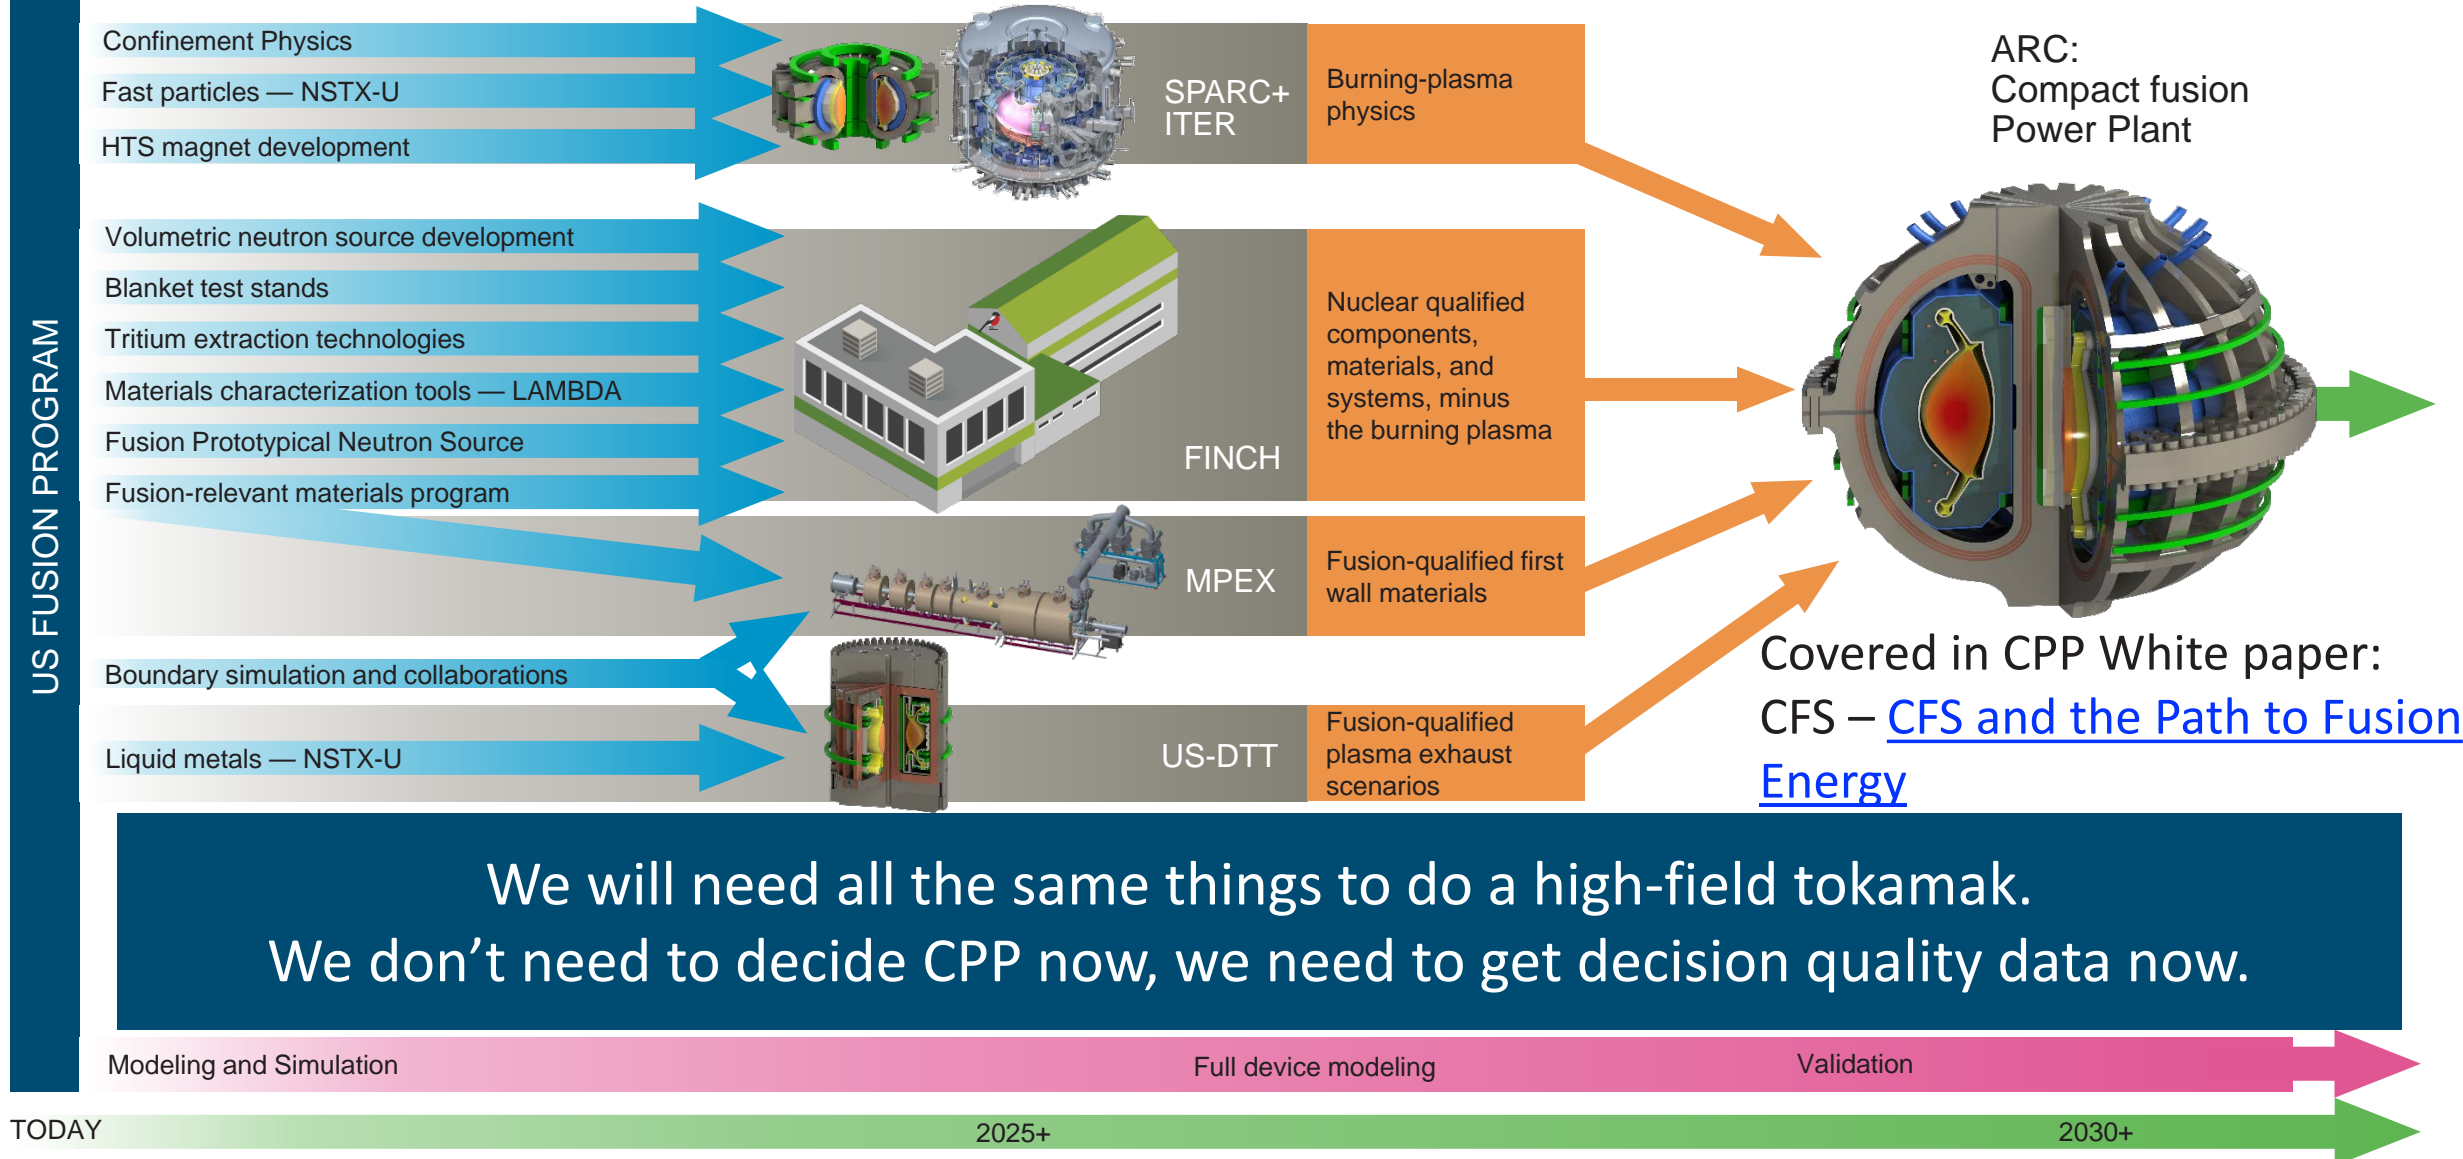 US FUSION PROGRAM
Confinement Physics
Fast particles — NSTX-U
HTS magnet development
SPARC+
ITER
Burning-plasma
physics
ARC:
Compact fusion
Power Plant
Volumetric neutron source development
Blanket test stands
Tritium extraction technologies
Materials characterization tools — LAMBDA
Fusion Prototypical Neutron Source
Fusion-relevant materials program
FINCH
Nuclear qualified
components,
materials, and
systems, minus
the burning plasma
MPEX
Fusion-qualified first
wall materials
Boundary simulation and collaborations
Liquid metals — NSTX-U
US-DTT
Fusion-qualified
plasma exhaust
scenarios
Covered in CPP White paper:
CFS – CFS and the Path to Fusion
Energy
We will need all the same things to do a high-field tokamak.
We don’t need to decide CPP now, we need to get decision quality data now.
Modeling and Simulation
Full device modeling
Validation
TODAY
2025+
2030+